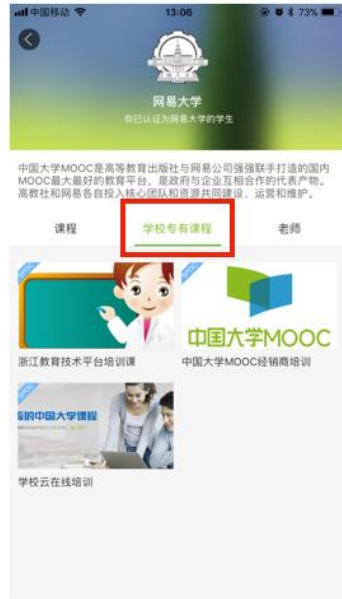 中国移动 13:06 73%
网易大学
你已认证为网易大学的学生
中国大学MOOC是高等教育出版社与网易公司强强联手打造的国内
MOOC最大最好的教育平台，是政府与企业互相合作的代表产物。
高教社和网易各自投入核心团队和资源共同建设、运营和维护。
课程 学校专有课程 老师
SPOC SPOC
中国大学MOOC
浙江教育技术平台培训课 中国大学MOOC经销商培训
SPOC
的中国大学课程
学校云在线培训